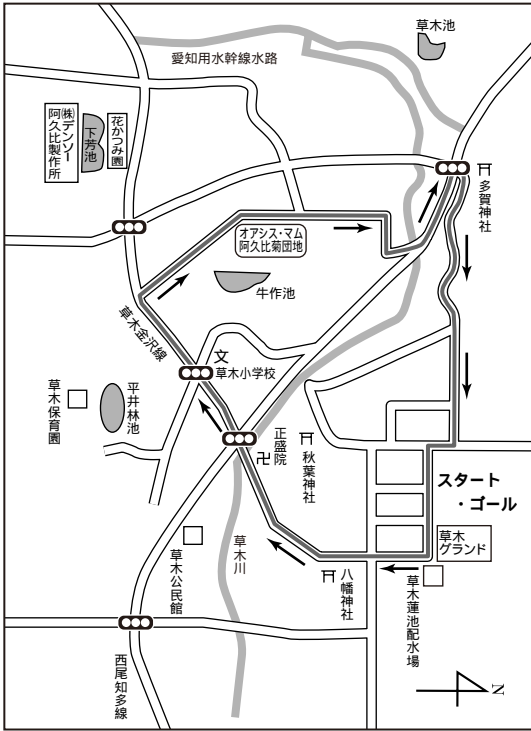 草木池
愛知用水幹線水路
花かつみ園
下芳池
㈱デンソー
阿久比製作所
多賀神社
オアシス・マム
阿久比菊団地
牛作池
草木金沢線
文
草木小学校
平井林池
草木保育園
正盛院
卍
秋葉神社
スタート
・ゴール
草木
グランド
草木川
草木公民館
八幡神社
草木蓮池配水場
西尾知多線
N